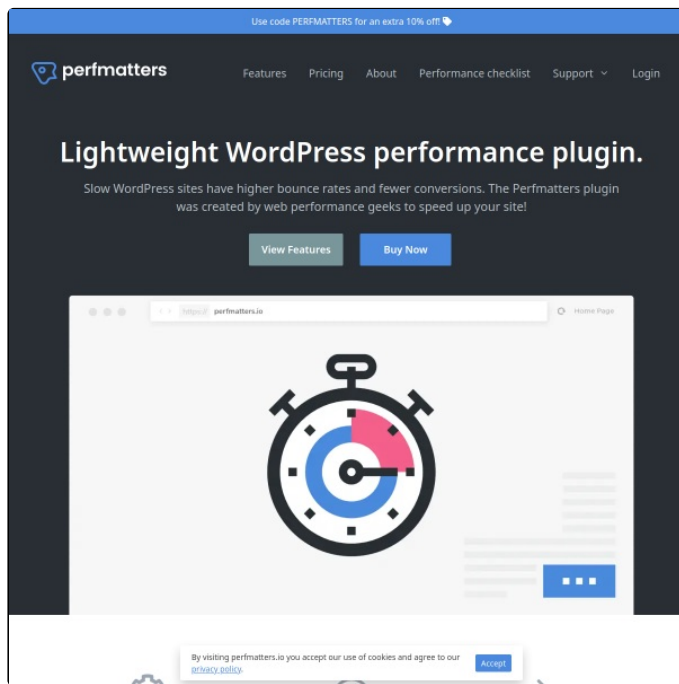 Use code PERFMATTERS for an extra 10% off!
perfmatters
Features Pricing About Performance checklist Support Login
Lightweight WordPress performance plugin.
Slow WordPress sites have higher bounce rates and fewer conversions. The Perfmatters plugin
was created by web performance geeks to speed up your site!
View Features Buy Now
https:// perfmatters.io Home Page
By visiting perfmatters.io you accept our use of cookies and agree to our
privacy policy.
Accept